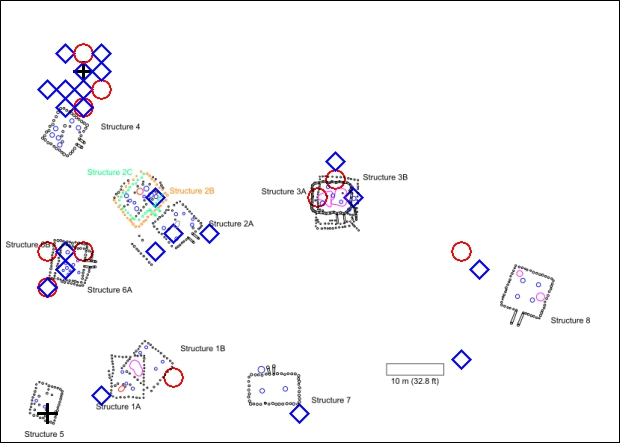 Structure 4
Structure 2C
Structure 2B
Structure 3B
Structure 3A
Structure 2A
Structure 6B
Structure 6A
Structure 8
Structure 1B
Structure 7
10 m (32.8 ft)
Structure 1A
Structure 5